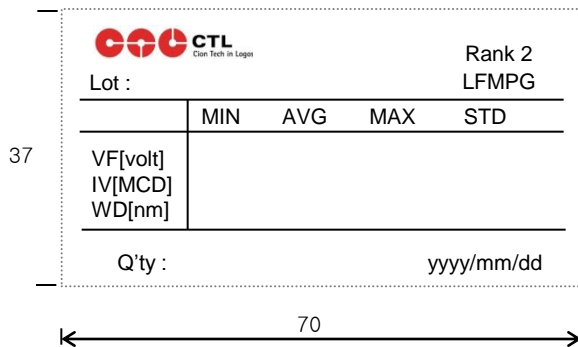 CTL
Cion Tech in Logos
Rank 2
Lot :
LFMPG
MIN AVG MAX STD
37
VF[volt]
IV[MCD]
WD[nm]
Q'ty :
yyyy/mm/dd
70